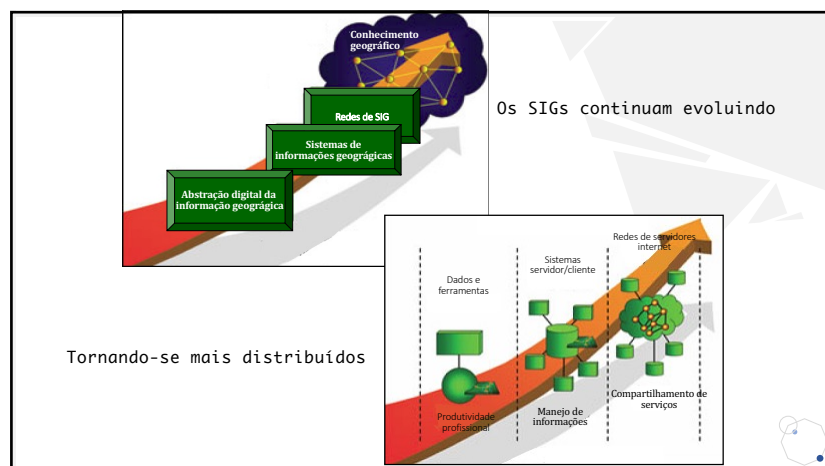 Conhecimento
geográfico
Redes de SIG
Sistemas de
informações geográgicas
Abstração digital da
informação geográgica
Os SIGs continuam evoluindo
Redes de servidores
internet
Sistemas
servidor/cliente
Dados e
ferramentas
Produtividade
profissional
Manejo de
informações
Compartilhamento de
serviços
Tornando-se mais distribuídos